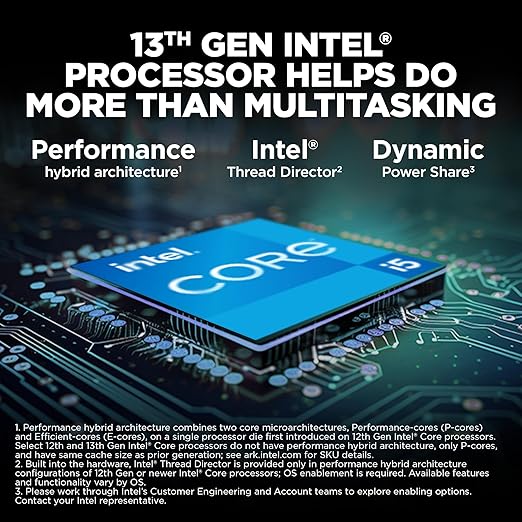 13TH GEN INTEL®
PROCESSOR HELPS DO
MORE THAN MULTITASKING
Performance
hybrid architecture1
Intel®
Thread Director2
Dynamic
Power Share3
intel.
CORE
i5
1. Performance hybrid architecture combines two core microarchitectures, Performance-cores (P-cores)
and Efficient-cores (E-cores), on a single processor die first introduced on 12th Gen Intel® Core processors.
Select 12th and 13th Gen Intel® Core processors do not have performance hybrid architecture, only P-cores,
and have same cache size as prior generation; see ark.intel.com for SKU details.
2. Built into the hardware, Intel® Thread Director is provided only in performance hybrid architecture
configurations of 12th Gen or newer Intel® Core processors; OS enablement is required. Available features
and functionality vary by OS.
3. Please work through Intel's Customer Engineering and Account teams to explore enabling options.
Contact your Intel representative.